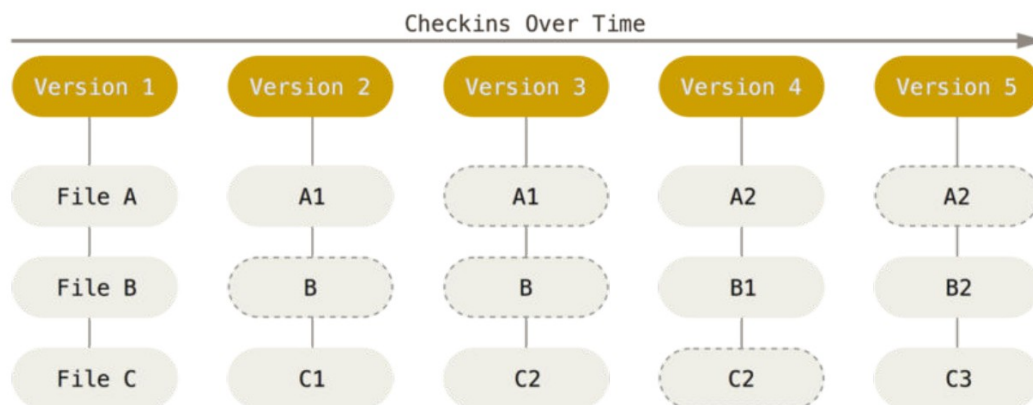 Checkins Over Time
Version 1 Version 2 Version 3 Version 4 Version 5
File A A1 A1 A2 A2
File B B B B1 B2
File C C1 C2 C2 C3